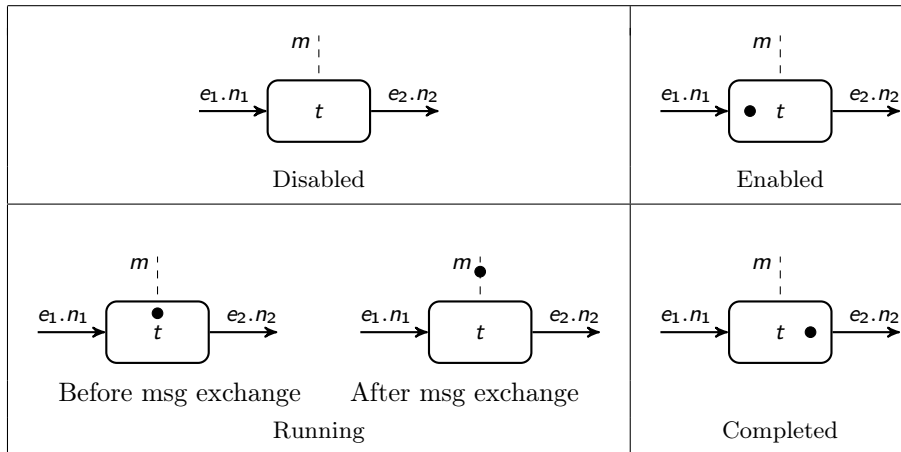 m
e₁.n₁ t e₂.n₂
Disabled
m
e₁.n₁ t e₂.n₂
Enabled
m
e₁.n₁ t e₂.n₂
Before msg exchange
m
e₁.n₁ t e₂.n₂
After msg exchange
Running
m
e₁.n₁ t e₂.n₂
Completed